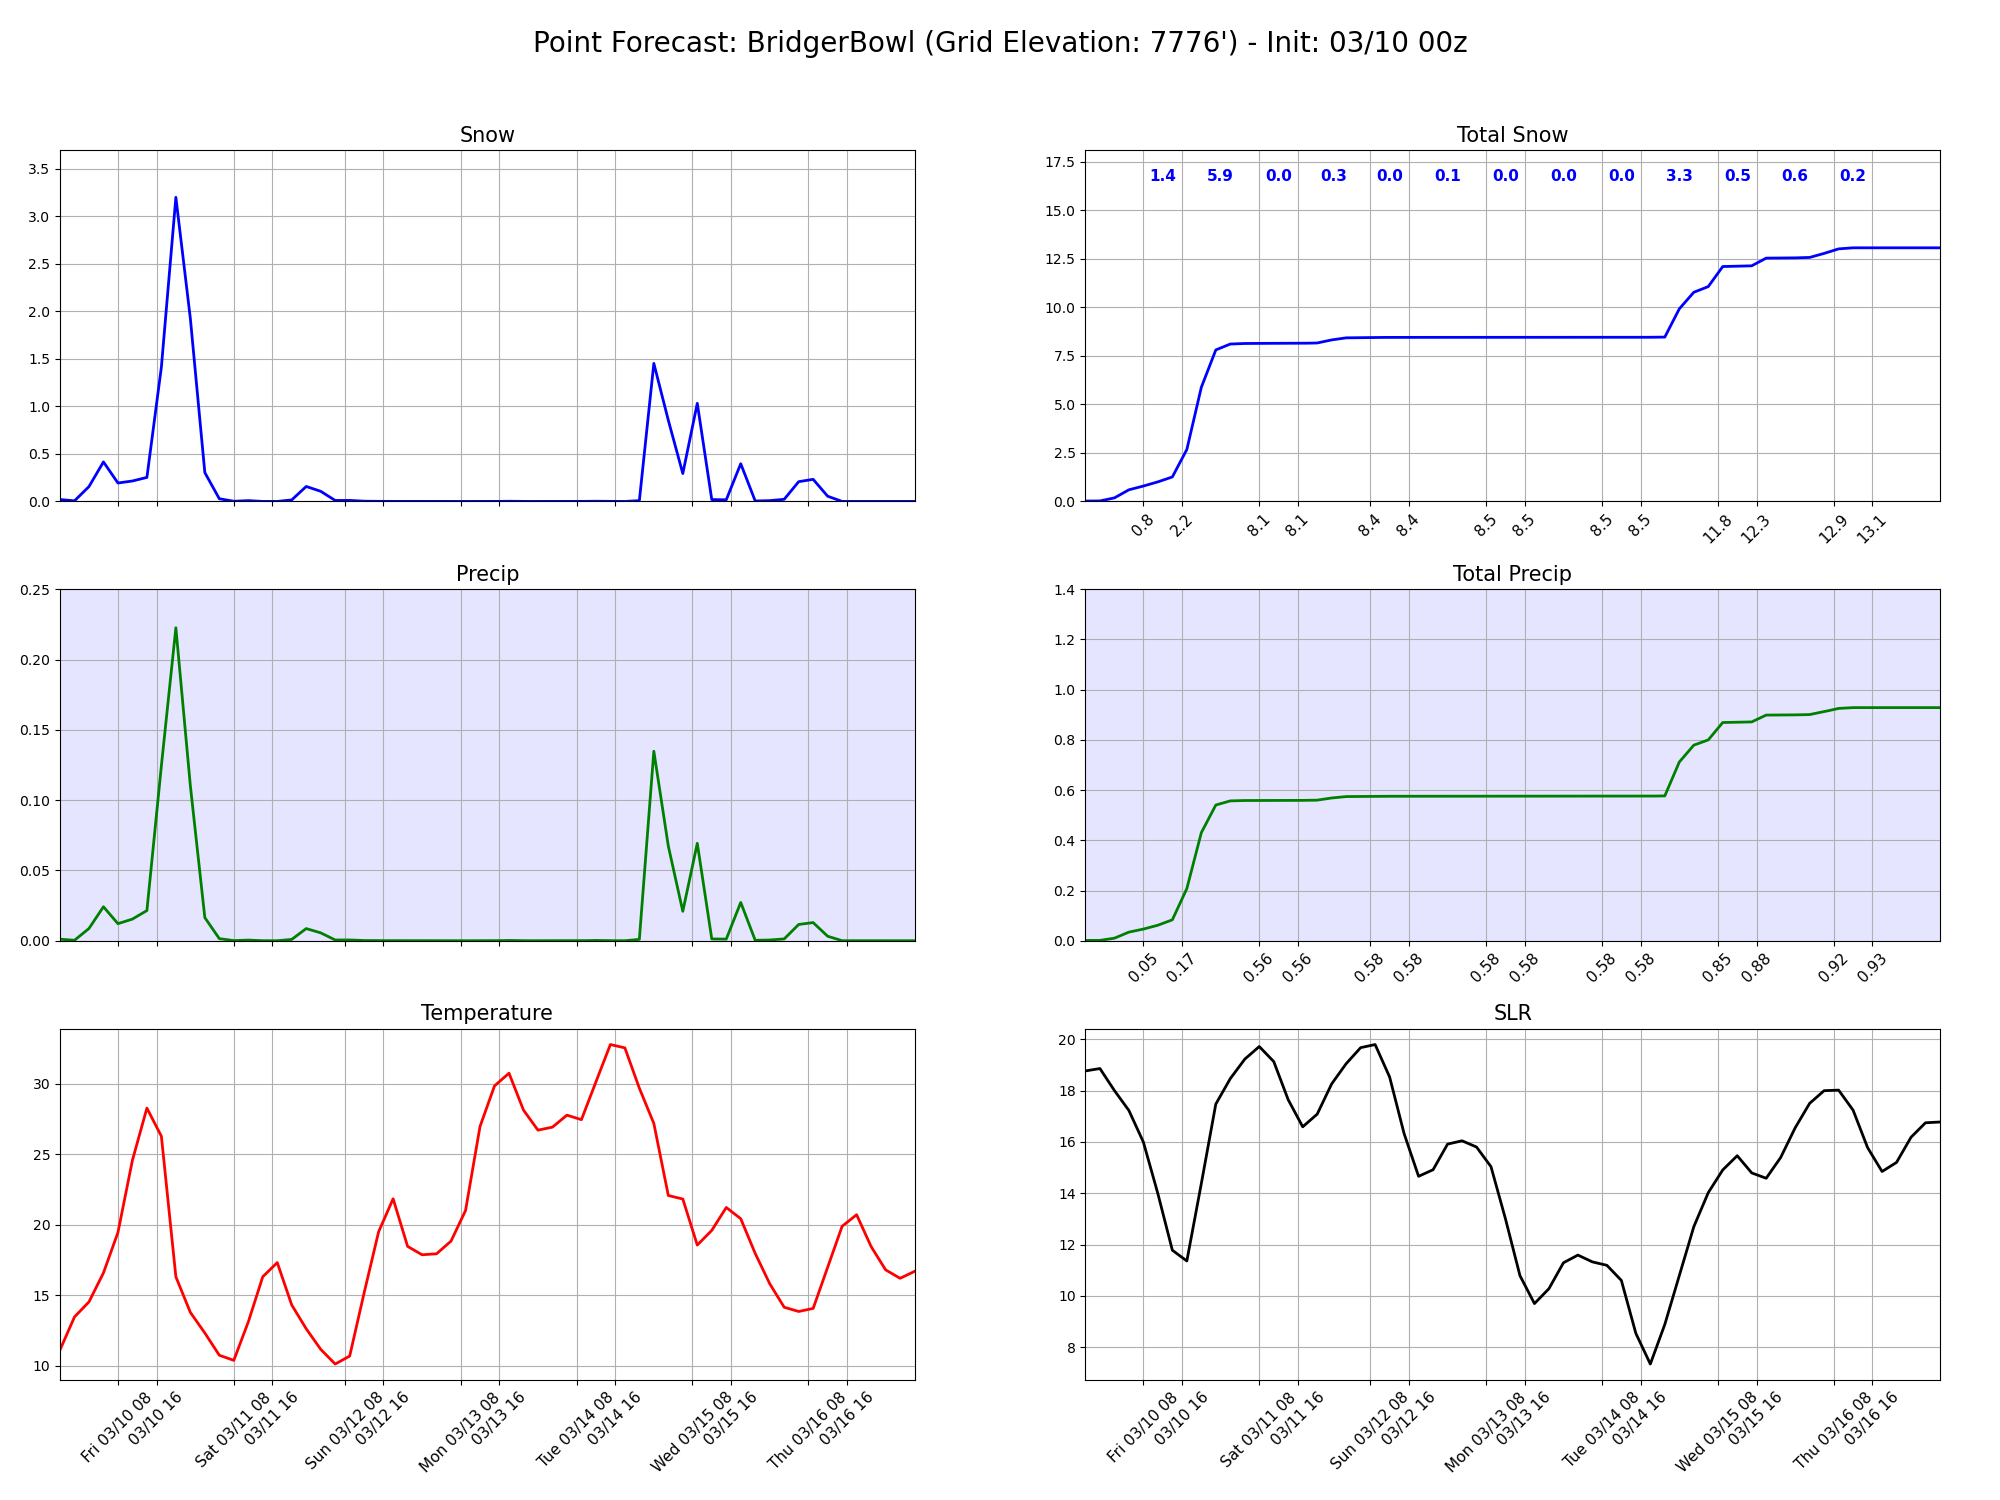 Point Forecast: BridgerBowl (Grid Elevation: 7776') - Init: 03/10 00z
Snow
3.5
3.0
2.5
2.0
1.5
1.0
0.5
0.0
Total Snow
17.5
15.0
12.5
10.0
7.5
5.0
2.5
0.0
1.4 5.9 0.0 0.3 0.0 0.1 0.0 0.0 0.0 3.3 0.5 0.6 0.2
0.8 2.2 8.1 8.1 8.4 8.4 8.5 8.5 8.5 8.5 11.8 12.3 12.9 13.1
Precip
0.25
0.20
0.15
0.10
0.05
0.00
Total Precip
1.4
1.2
1.0
0.8
0.6
0.4
0.2
0.0
0.05 0.17 0.56 0.56 0.58 0.58 0.58 0.58 0.58 0.58 0.85 0.88 0.92 0.93
Temperature
30
25
20
15
10
Fri 03/10 08
03/10 16
Sat 03/11 08
03/11 16
Sun 03/12 08
03/12 16
Mon 03/13 08
03/13 16
Tue 03/14 08
03/14 16
Wed 03/15 08
03/15 16
Thu 03/16 08
03/16 16
SLR
20
18
16
14
12
10
8
Fri 03/10 08
03/10 16
Sat 03/11 08
03/11 16
Sun 03/12 08
03/12 16
Mon 03/13 08
03/13 16
Tue 03/14 08
03/14 16
Wed 03/15 08
03/15 16
Thu 03/16 08
03/16 16